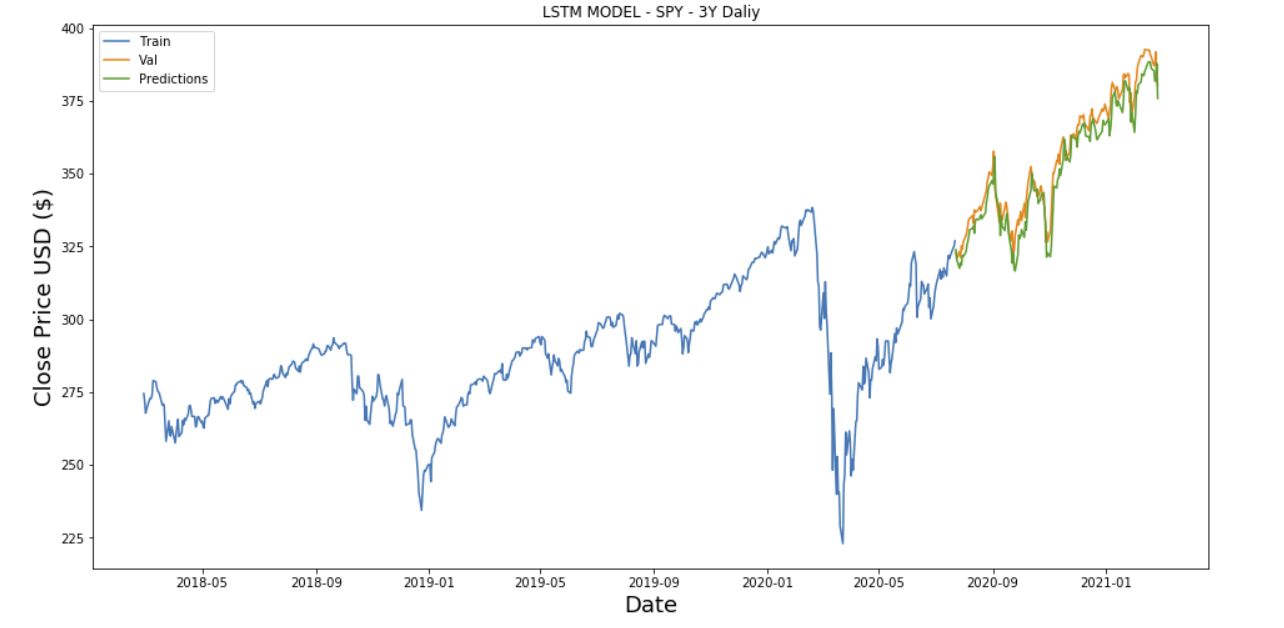 LSTM MODEL - SPY - 3Y Daliy
Train
Val
Predictions
400
375
350
325
300
275
250
225
Close Price USD ($)
2018-05 2018-09 2019-01 2019-05 2019-09 2020-01 2020-05 2020-09 2021-01
Date